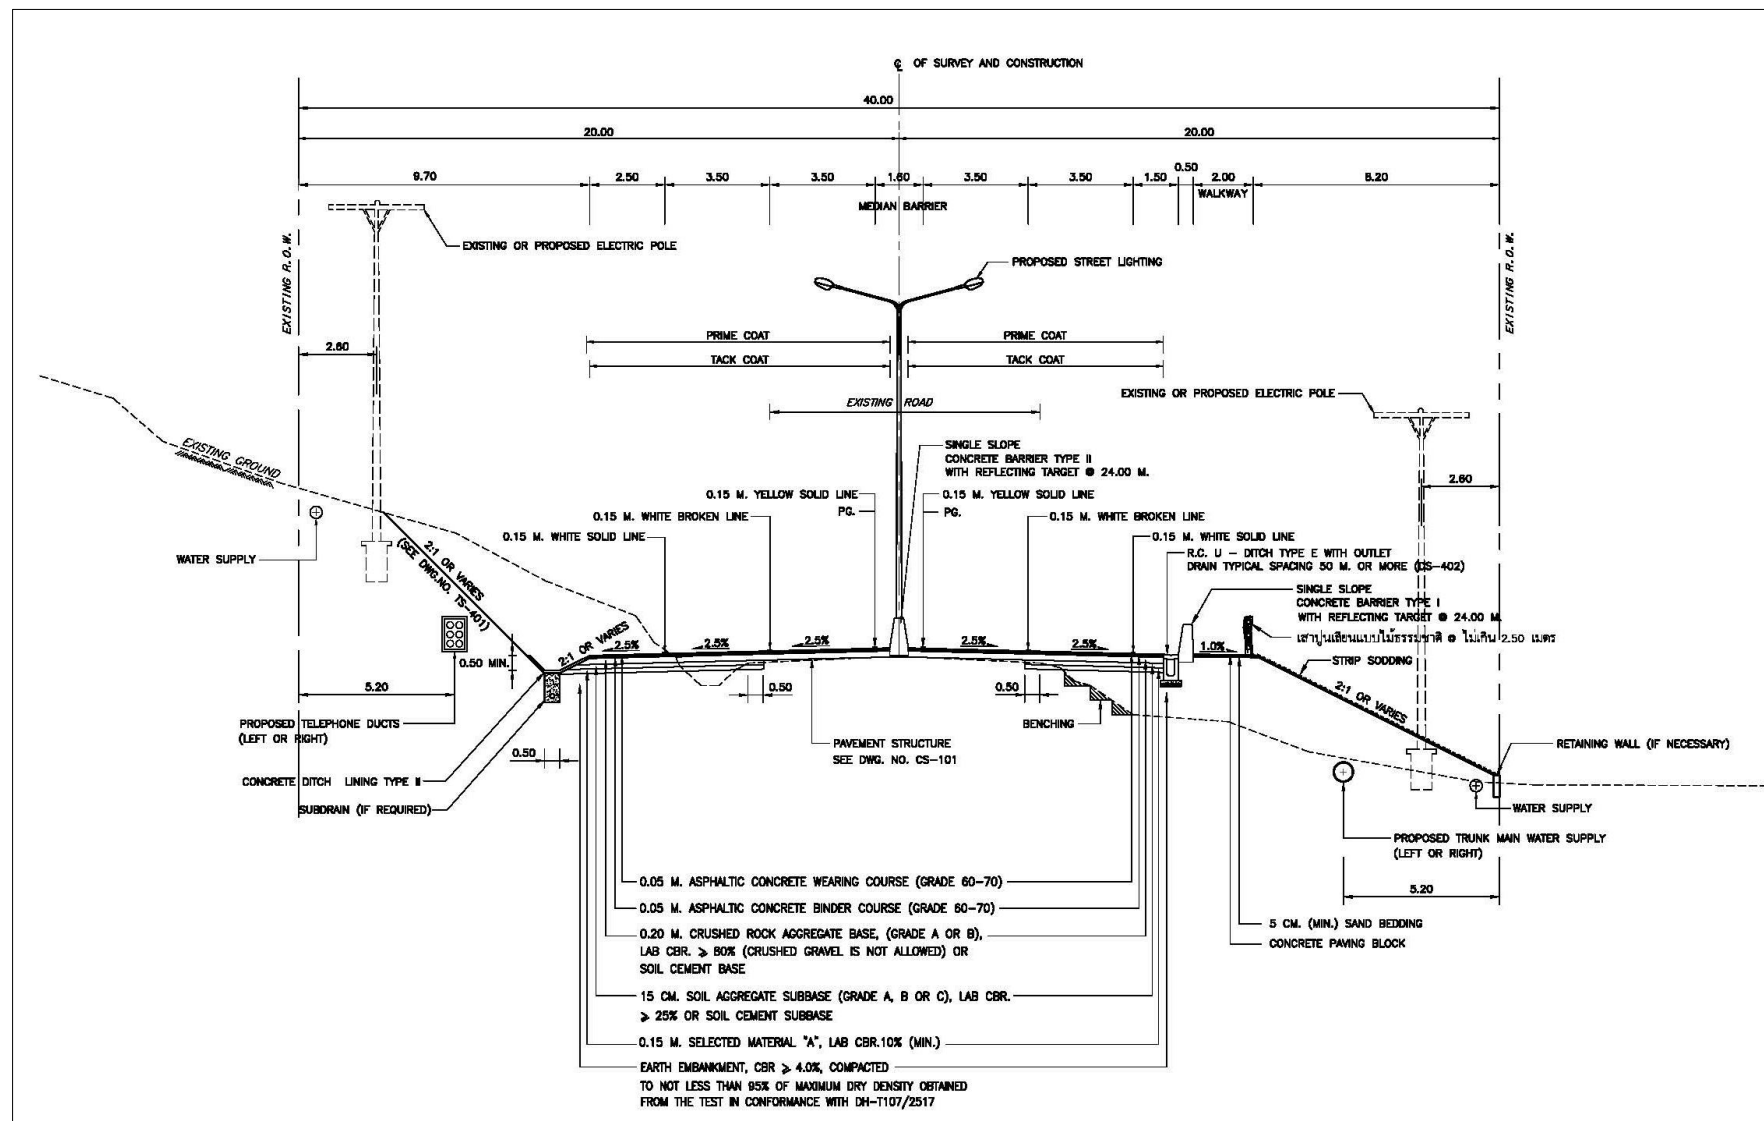 ℄ OF SURVEY AND CONSTRUCTION
40.00
20.00 20.00
9.70 2.50 3.50 3.50 1.60 3.50 3.50 1.50 0.50 2.00 8.20
MEDIAN BARRIER WALKWAY
EXISTING R.O.W.
EXISTING R.O.W.
EXISTING OR PROPOSED ELECTRIC POLE
PROPOSED STREET LIGHTING
2.60
PRIME COAT PRIME COAT
TACK COAT TACK COAT
EXISTING ROAD
EXISTING OR PROPOSED ELECTRIC POLE
EXISTING GROUND
SINGLE SLOPE
CONCRETE BARRIER TYPE II
WITH REFLECTING TARGET @ 24.00 M.
2.60
0.15 M. YELLOW SOLID LINE 0.15 M. YELLOW SOLID LINE
PG. PG.
0.15 M. WHITE BROKEN LINE 0.15 M. WHITE BROKEN LINE
0.15 M. WHITE SOLID LINE 0.15 M. WHITE SOLID LINE
WATER SUPPLY
2:1 OR VARIES
(SEE DWG.NO. TS-401)
R.C. U - DITCH TYPE E WITH OUTLET
DRAIN TYPICAL SPACING 50 M. OR MORE (DS-402)
SINGLE SLOPE
CONCRETE BARRIER TYPE I
WITH REFLECTING TARGET @ 24.00 M.
เสาปูนเลียนแบบไม้ธรรมชาติ @ ไม่เกิน 2.50 เมตร
2:1 OR VARIES
2.5% 2.5% 2.5% 2.5% 2.5% 1.0%
0.50 MIN.
STRIP SODDING
2:1 OR VARIES
5.20
0.50 0.50
PROPOSED TELEPHONE DUCTS
(LEFT OR RIGHT)
BENCHING
0.50
PAVEMENT STRUCTURE
SEE DWG. NO. CS-101
RETAINING WALL (IF NECESSARY)
CONCRETE DITCH LINING TYPE II
SUBDRAIN (IF REQUIRED)
WATER SUPPLY
PROPOSED TRUNK MAIN WATER SUPPLY
(LEFT OR RIGHT)
5.20
0.05 M. ASPHALTIC CONCRETE WEARING COURSE (GRADE 60-70)
0.05 M. ASPHALTIC CONCRETE BINDER COURSE (GRADE 60-70)
5 CM. (MIN.) SAND BEDDING
CONCRETE PAVING BLOCK
0.20 M. CRUSHED ROCK AGGREGATE BASE, (GRADE A OR B),
LAB CBR. ⩾ 80% (CRUSHED GRAVEL IS NOT ALLOWED) OR
SOIL CEMENT BASE
15 CM. SOIL AGGREGATE SUBBASE (GRADE A, B OR C), LAB CBR.
⩾ 25% OR SOIL CEMENT SUBBASE
0.15 M. SELECTED MATERIAL "A", LAB CBR.10% (MIN.)
EARTH EMBANKMENT, CBR ⩾ 4.0%, COMPACTED
TO NOT LESS THAN 95% OF MAXIMUM DRY DENSITY OBTAINED
FROM THE TEST IN CONFORMANCE WITH DH-T107/2517